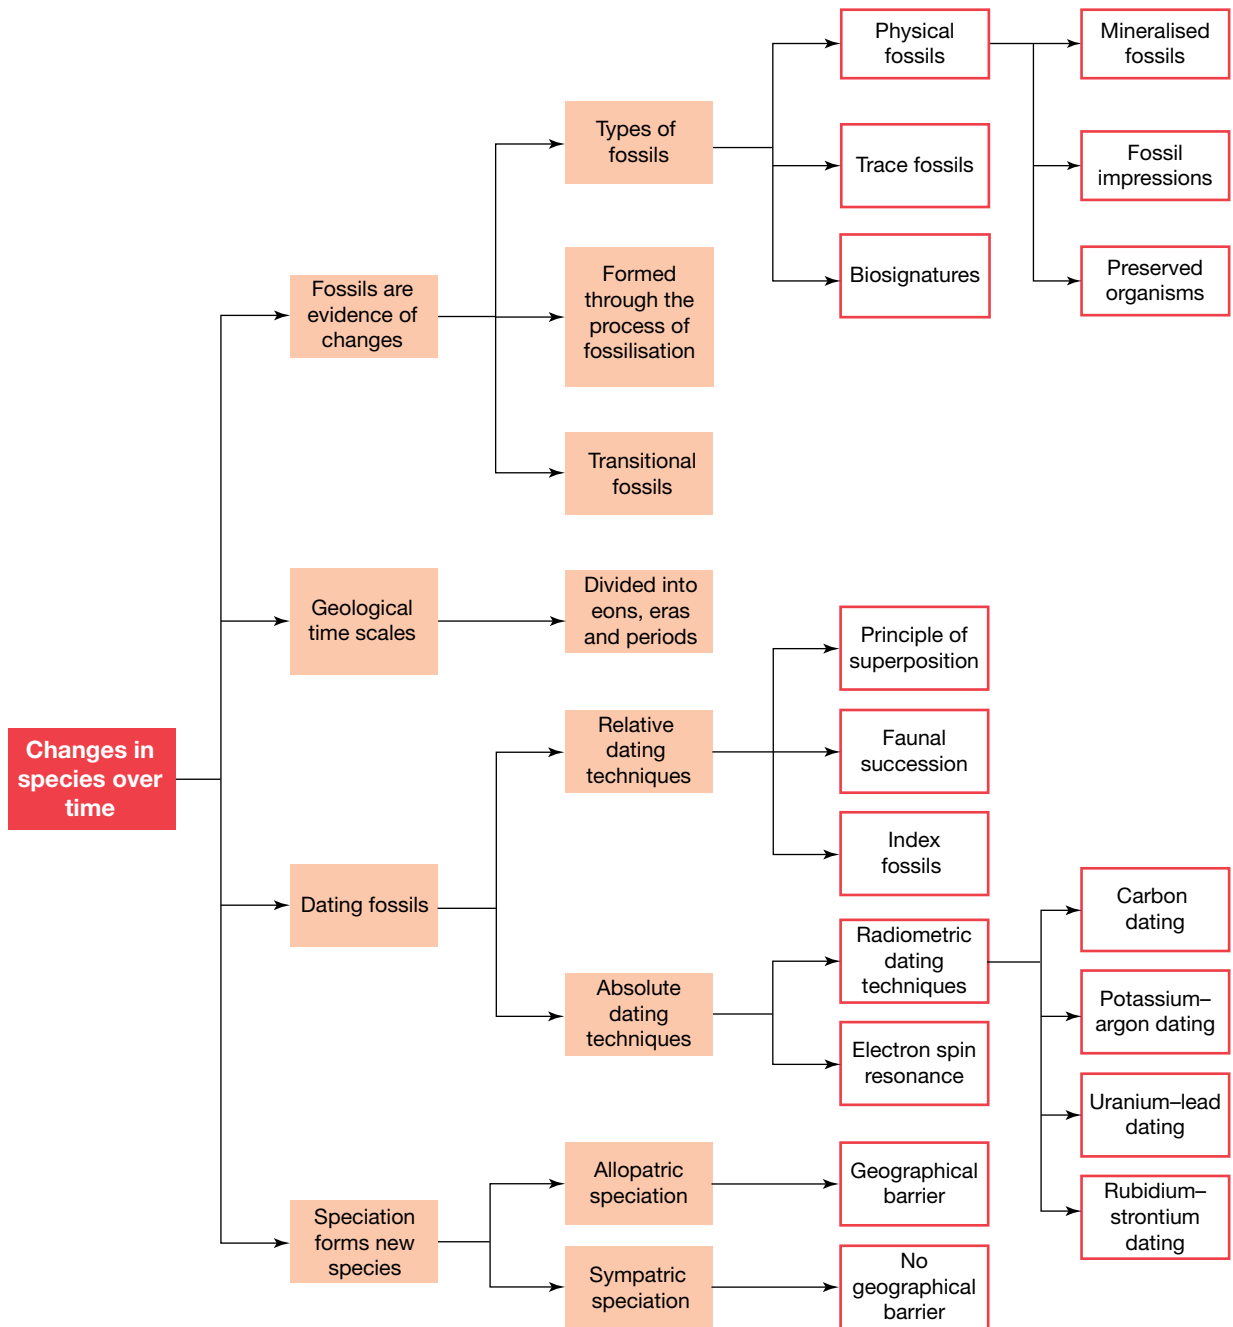 Changes in
species over
time
Fossils are
evidence of
changes
Types of
fossils
Physical
fossils
Mineralised
fossils
Fossil
impressions
Preserved
organisms
Trace fossils
Biosignatures
Formed
through the
process of
fossilisation
Transitional
fossils
Geological
time scales
Divided into
eons, eras
and periods
Dating fossils
Relative
dating
techniques
Principle of
superposition
Faunal
succession
Index
fossils
Absolute
dating
techniques
Radiometric
dating
techniques
Carbon
dating
Potassium–
argon dating
Uranium–lead
dating
Rubidium–
strontium
dating
Electron spin
resonance
Speciation
forms new
species
Allopatric
speciation
Geographical
barrier
Sympatric
speciation
No
geographical
barrier